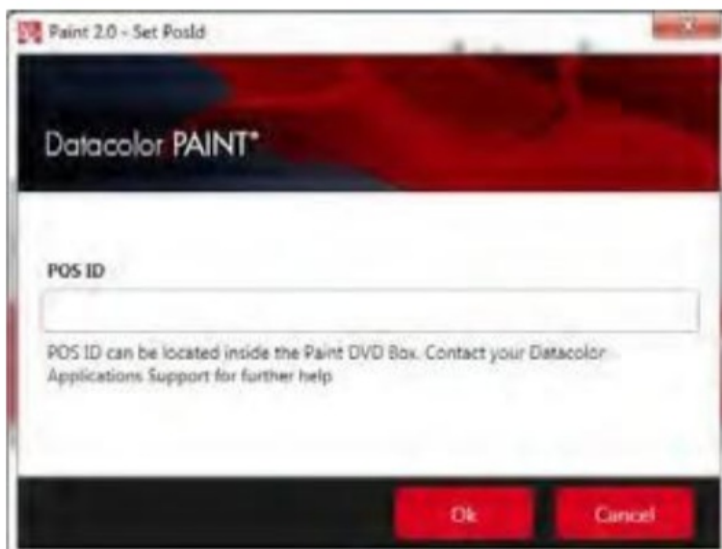 Paint 2.0 - Set PosId
Datacolor PAINT*
POS ID
POS ID can be located inside the Paint DVD Box. Contact your Datacolor
Applications Support for further help
Ok
Cancel